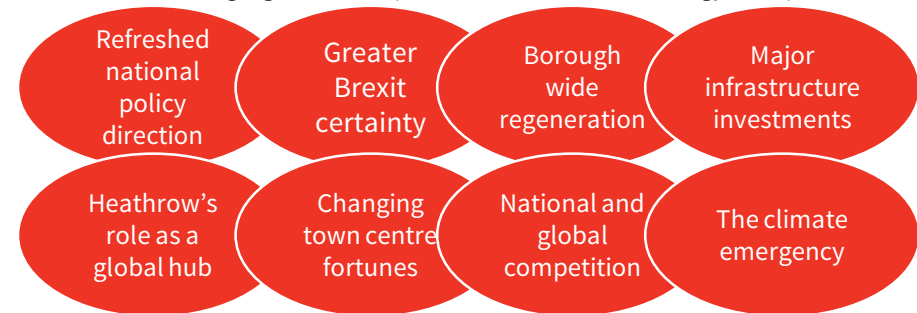 Refreshed
national
policy
direction
Greater
Brexit
certainty
Borough
wide
regeneration
Major
infrastructure
investments
Heathrow's
role as a
global hub
Changing
town centre
fortunes
National and
global
competition
The climate
emergency